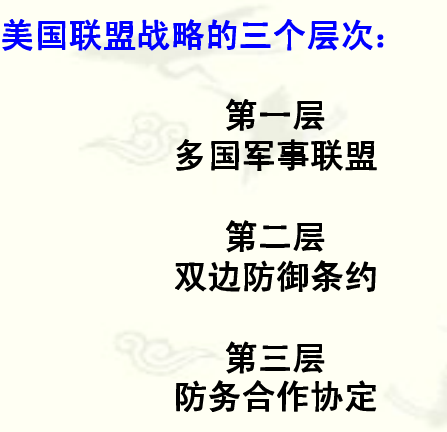 美国联盟战略的三个层次：
第一层
多国军事联盟
第二层
双边防御条约
第三层
防务合作协定